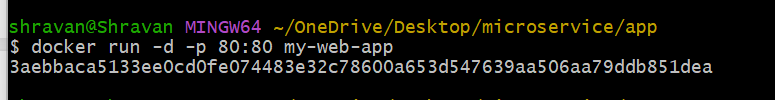 shravan@Shravan MINGW64 ~/OneDrive/Desktop/microservice/app
$ docker run -d -p 80:80 my-web-app
3aebbaca5133ee0cd0fe074483e32c78600a653d547639aa506aa79ddb851dea